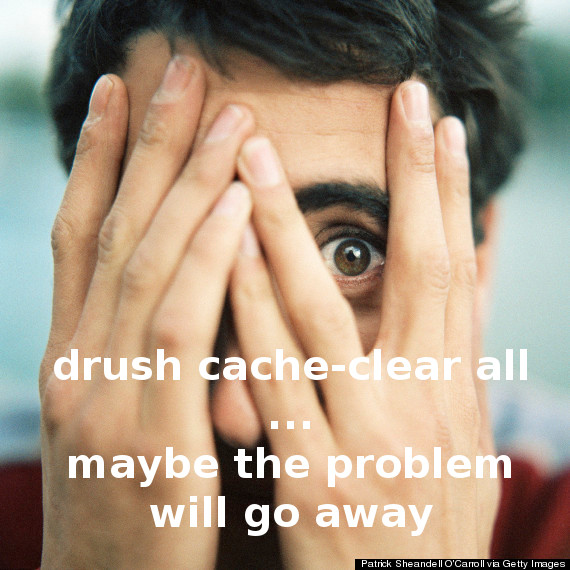 drush cache-clear all
...
maybe the problem
will go away
Patrick Sheandell O'Carroll via Getty Images